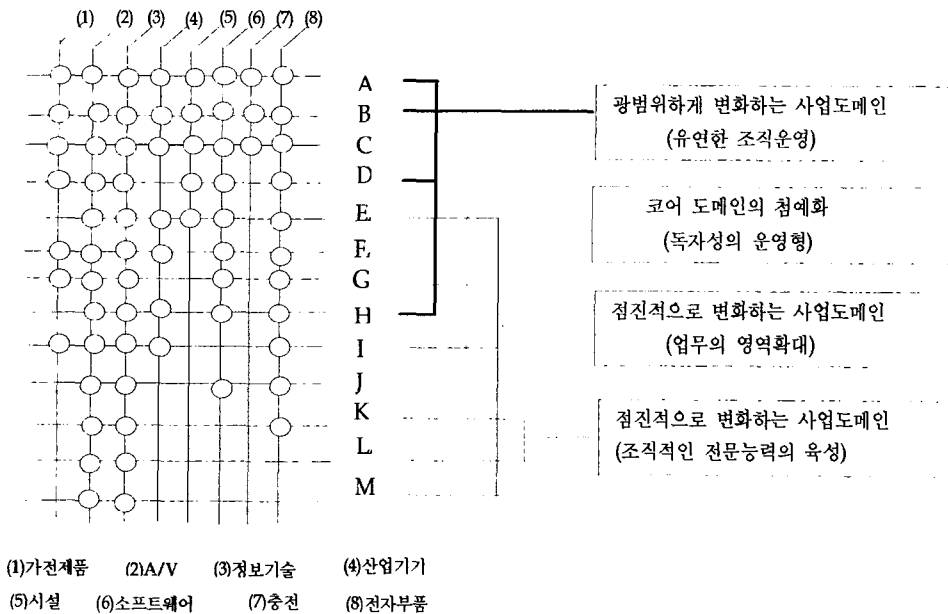 (1) (2) (3) (4) (5) (6) (7) (8)
A
B
C
D
E
F
G
H
I
J
K
L
M
광범위하게 변화하는 사업도메인
(유연한 조직운영)
코어 도메인의 첨예화
(독자성의 운영형)
점진적으로 변화하는 사업도메인
(업무의 영역확대)
점진적으로 변화하는 사업도메인
(조직적인 전문능력의 육성)
(1)가전제품 (2)A/V (3)정보기술 (4)산업기기
(5)시설 (6)소프트웨어 (7)충전 (8)전자부품